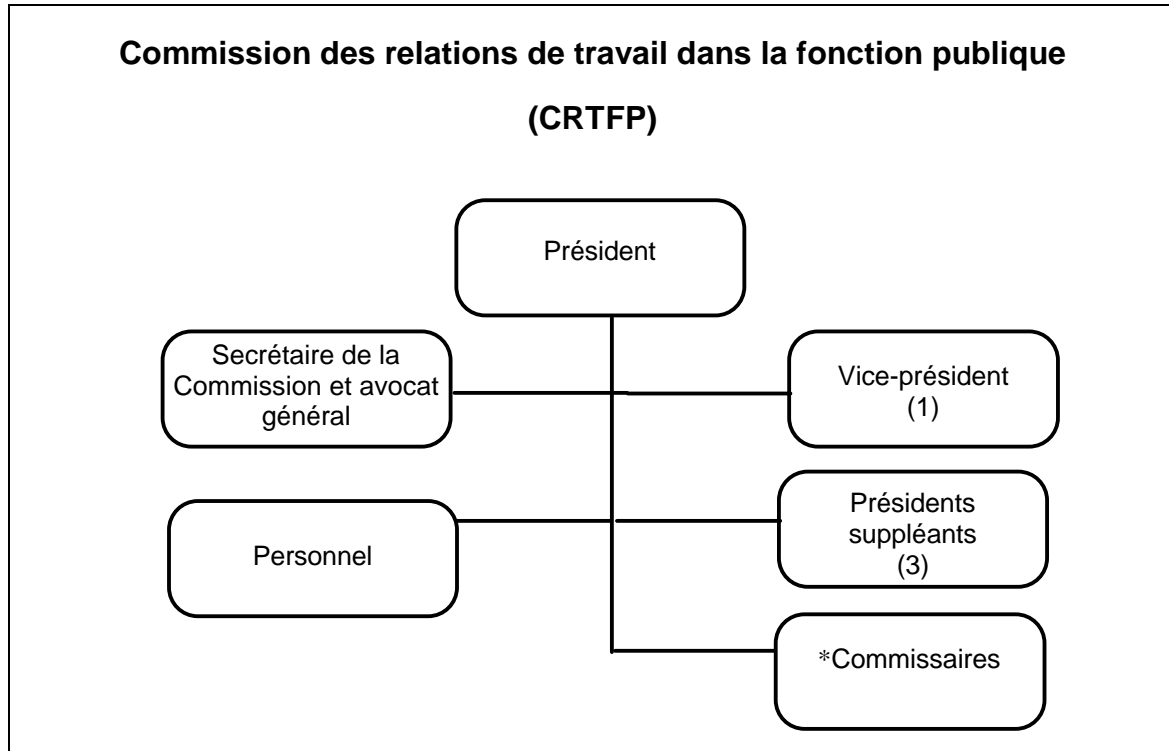 Commission des relations de travail dans la fonction publique
(CRTFP)
Président
Secrétaire de la
Commission et avocat
général
Vice-président
(1)
Personnel
Présidents
suppléants
(3)
*Commissaires